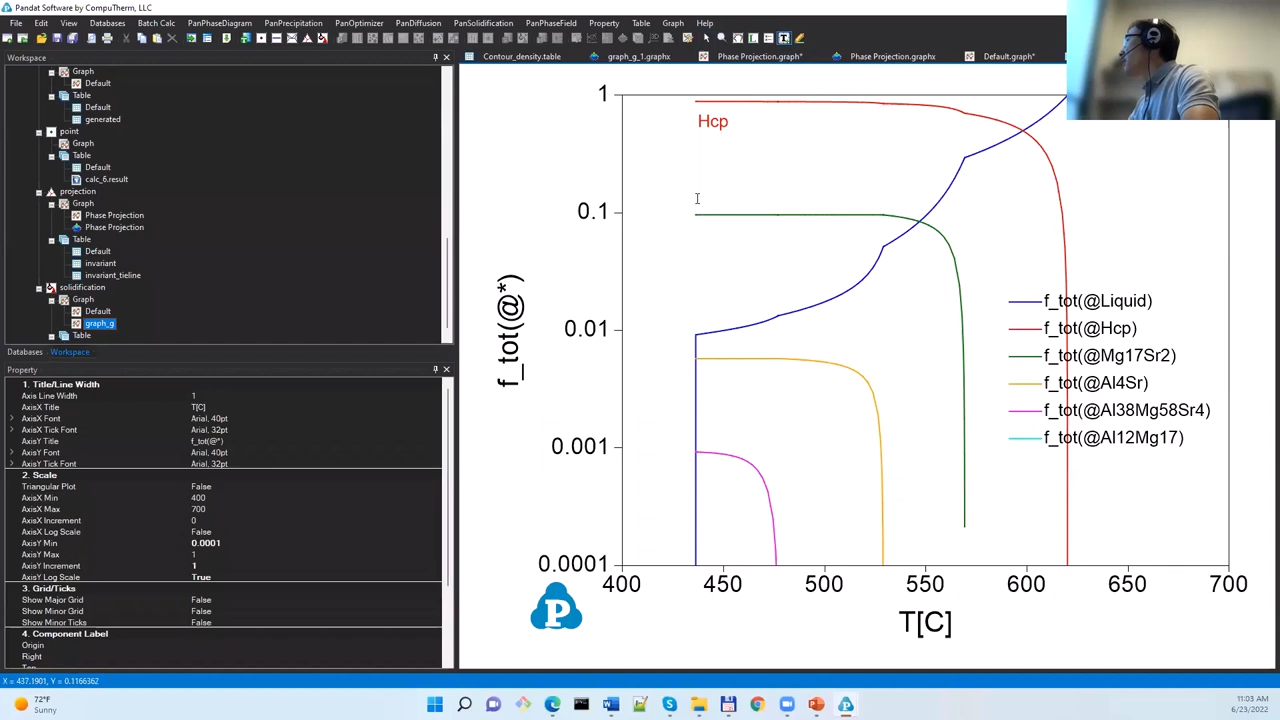 Pandat Software by CompuTherm, LLC
File Edit View Databases Batch Calc PanPhaseDiagram PanPrecipitation PanOptimizer PanDiffusion PanSolidification PanPhaseField Property Table Graph Help
Workspace
Graph
Default
Table
Default
generated
point
Graph
Table
Default
calc_6.result
projection
Graph
Phase Projection
Phase Projection
Table
Default
invariant
invariant_tieline
solidification
Graph
Default
graph_g
Table
Databases Workspace
Property
1. Title/Line Width
Axis Line Width 1
AxisX Title T[C]
AxisX Font Arial, 40pt
AxisX Tick Font Arial, 32pt
AxisY Title f_tot(@*)
AxisY Font Arial, 40pt
AxisY Tick Font Arial, 32pt
2. Scale
Triangular Plot False
AxisX Min 400
AxisX Max 700
AxisX Increment 0
AxisX Log Scale False
AxisY Min 0.0001
AxisY Max 1
AxisY Increment 1
AxisY Log Scale True
3. Grid/Ticks
Show Major Grid False
Show Minor Grid False
Show Minor Ticks False
4. Component Label
Origin
Right
Contour_density.table graph_g_1.graphx Phase Projection.graph* Phase Projection.graphx Default.graph*
1
0.1
0.01
0.001
0.0001
f_tot(@*)
Hcp
f_tot(@Liquid)
f_tot(@Hcp)
f_tot(@Mg17Sr2)
f_tot(@Al4Sr)
f_tot(@Al38Mg58Sr4)
f_tot(@Al12Mg17)
400 450 500 550 600 650 700
T[C]
P
X = 437.1901, Y = 0.1166362
72°F
Sunny
11:03 AM
6/23/2022